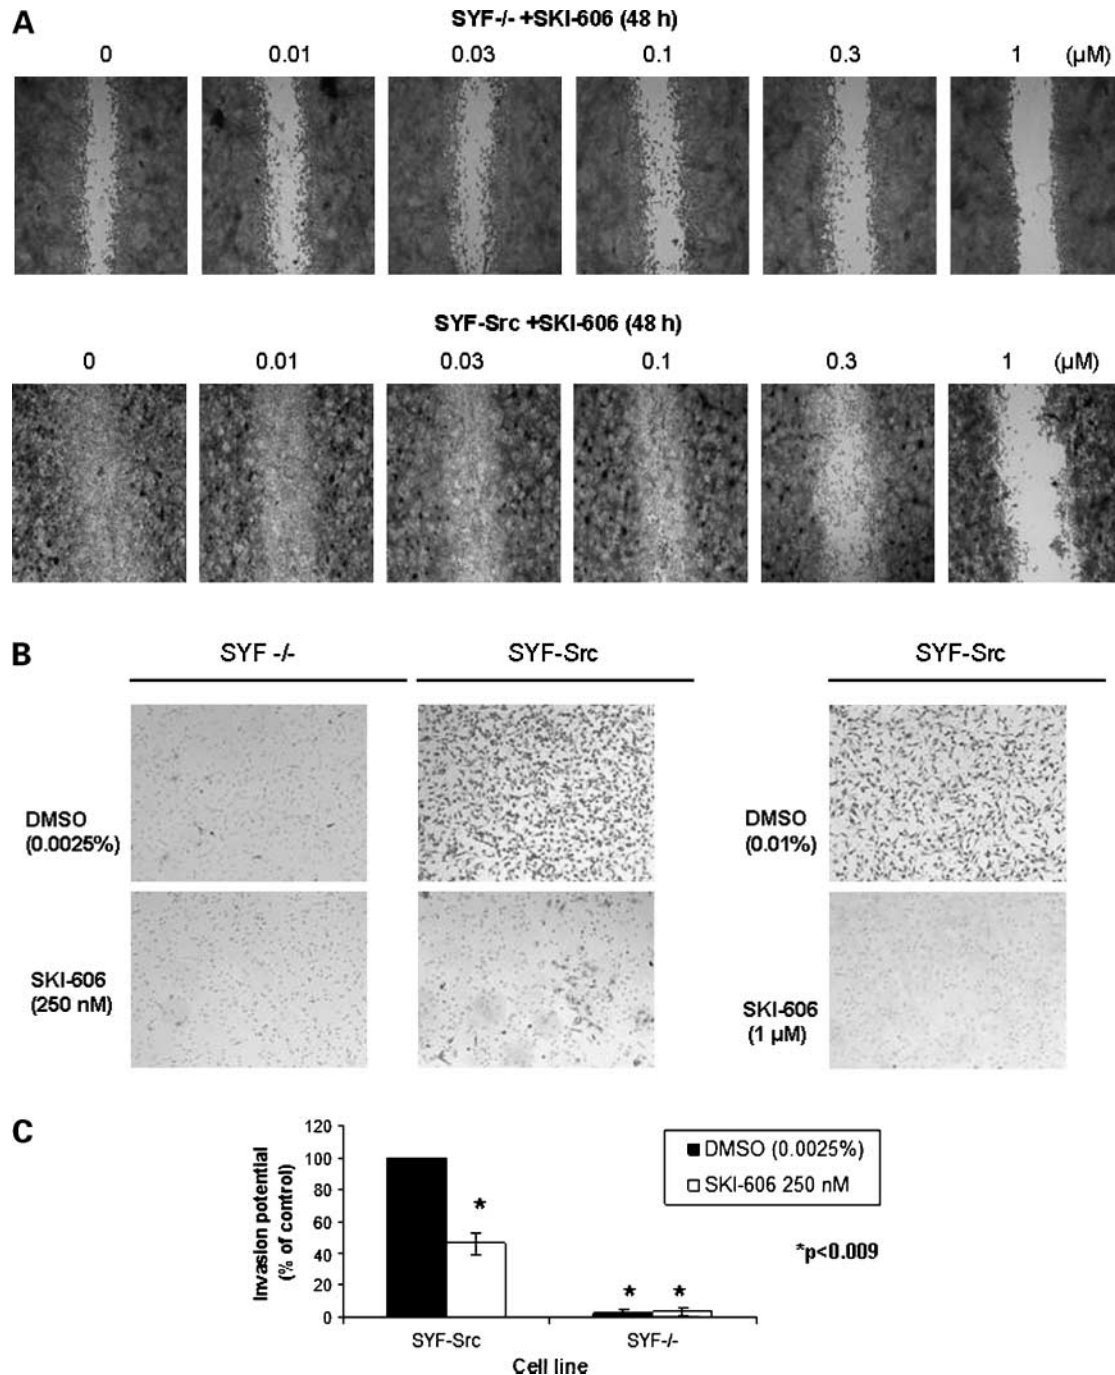 A
SYF-/- +SKI-606 (48 h)
0 0.01 0.03 0.1 0.3 1 (µM)
SYF-Src +SKI-606 (48 h)
0 0.01 0.03 0.1 0.3 1 (µM)
B
SYF -/- SYF-Src SYF-Src
DMSO
(0.0025%)
DMSO
(0.01%)
SKI-606
(250 nM)
SKI-606
(1 µM)
C
120
100
80
60
40
20
0
Invasion potential
(% of control)
* * *
DMSO (0.0025%)
SKI-606 250 nM
*p<0.009
SYF-Src SYF-/-
Cell line